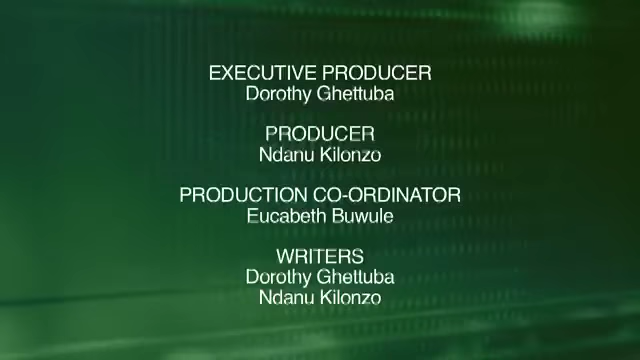 EXECUTIVE PRODUCER
Dorothy Ghettuba
PRODUCER
Ndanu Kilonzo
PRODUCTION CO-ORDINATOR
Eucabeth Buwule
WRITERS
Dorothy Ghettuba
Ndanu Kilonzo